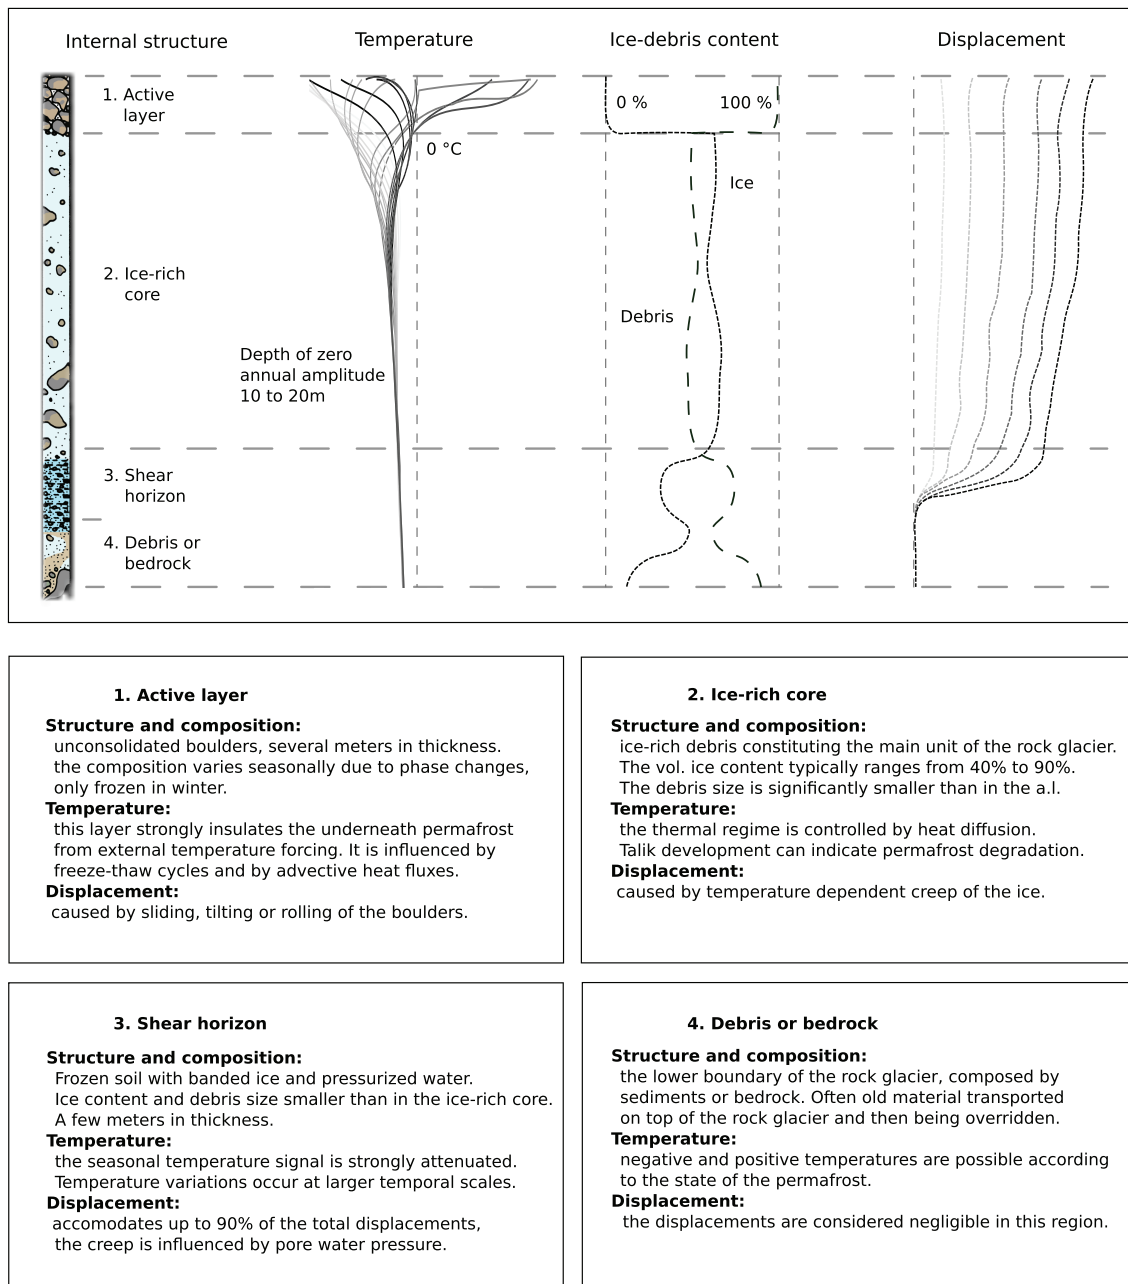 Internal structure
Temperature
Ice-debris content
Displacement
1. Active
layer
0 %
100 %
0 °C
Ice
2. Ice-rich
core
Debris
Depth of zero
annual amplitude
10 to 20m
3. Shear
horizon
4. Debris or
bedrock
1. Active layer
Structure and composition:
unconsolidated boulders, several meters in thickness.
the composition varies seasonally due to phase changes,
only frozen in winter.
Temperature:
this layer strongly insulates the underneath permafrost
from external temperature forcing. It is influenced by
freeze-thaw cycles and by advective heat fluxes.
Displacement:
caused by sliding, tilting or rolling of the boulders.
2. Ice-rich core
Structure and composition:
ice-rich debris constituting the main unit of the rock glacier.
The vol. ice content typically ranges from 40% to 90%.
The debris size is significantly smaller than in the a.l.
Temperature:
the thermal regime is controlled by heat diffusion.
Talik development can indicate permafrost degradation.
Displacement:
caused by temperature dependent creep of the ice.
3. Shear horizon
Structure and composition:
Frozen soil with banded ice and pressurized water.
Ice content and debris size smaller than in the ice-rich core.
A few meters in thickness.
Temperature:
the seasonal temperature signal is strongly attenuated.
Temperature variations occur at larger temporal scales.
Displacement:
accomodates up to 90% of the total displacements,
the creep is influenced by pore water pressure.
4. Debris or bedrock
Structure and composition:
the lower boundary of the rock glacier, composed by
sediments or bedrock. Often old material transported
on top of the rock glacier and then being overridden.
Temperature:
negative and positive temperatures are possible according
to the state of the permafrost.
Displacement:
the displacements are considered negligible in this region.